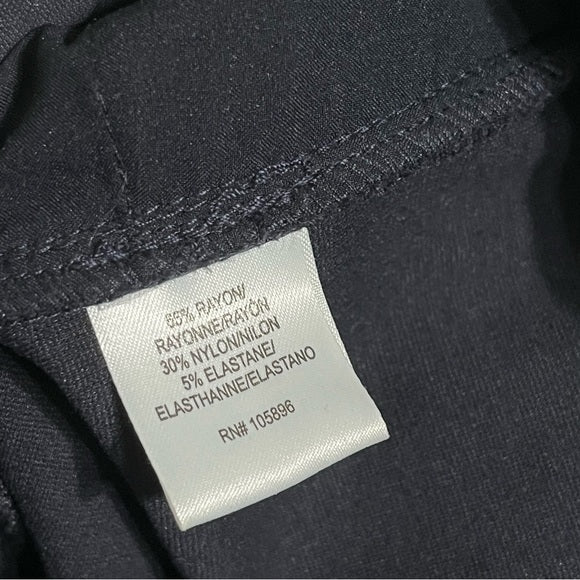 65% RAYON/
RAYONNE/RAYÓN
30% NYLON/NILON
5% ELASTANE/
ELASTHANNE/ELASTANO
RN# 105896